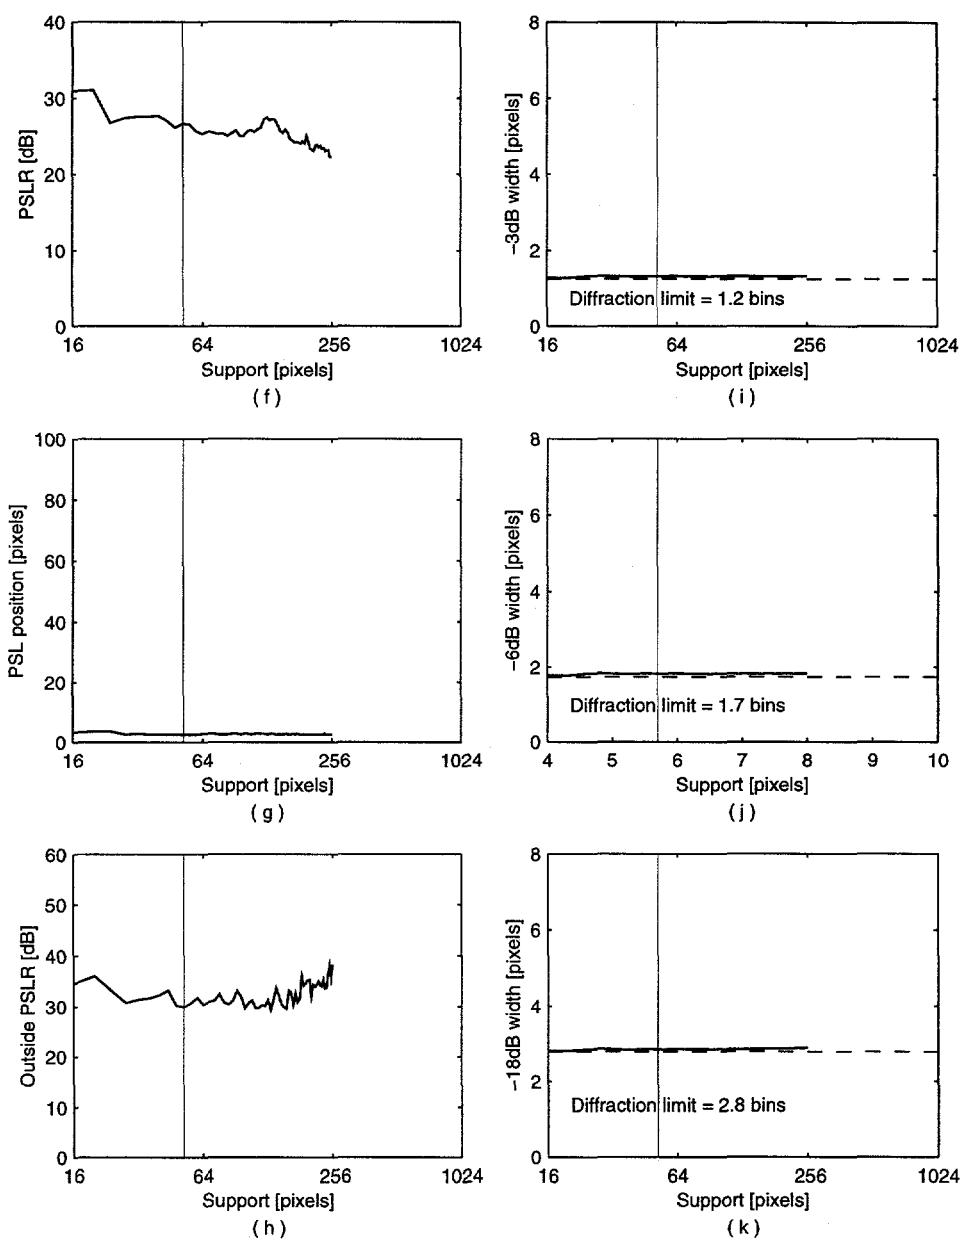 40
30
20
10
0
PSLR [dB]
16 64 256 1024
Support [pixels]
(f)
8
6
4
2
0
-3dB width [pixels]
Diffraction limit = 1.2 bins
16 64 256 1024
Support [pixels]
(i)
100
80
60
40
20
0
PSL position [pixels]
16 64 256 1024
Support [pixels]
(g)
8
6
4
2
0
-6dB width [pixels]
Diffraction limit = 1.7 bins
4 5 6 7 8 9 10
Support [pixels]
(j)
60
50
40
30
20
10
0
Outside PSLR [dB]
16 64 256 1024
Support [pixels]
(h)
8
6
4
2
0
-18dB width [pixels]
Diffraction limit = 2.8 bins
16 64 256 1024
Support [pixels]
(k)